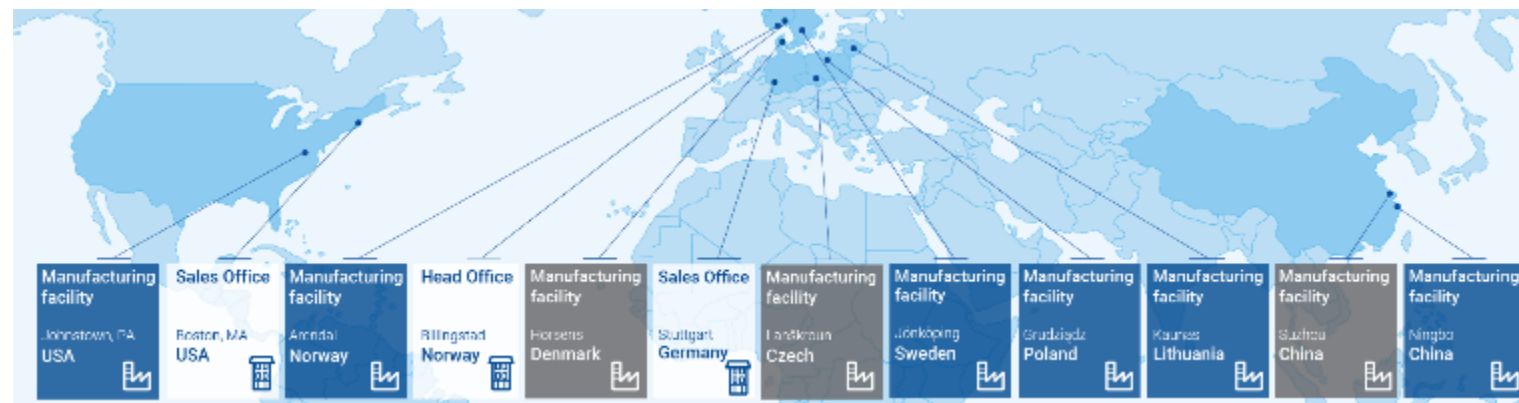 Manufacturing
facility
Johnstown, PA
USA
Sales Office
Boston, MA
USA
Manufacturing
facility
Arendal
Norway
Head Office
Billingstad
Norway
Manufacturing
facility
Horsens
Denmark
Sales Office
Stuttgart
Germany
Manufacturing
facility
Lanškroun
Czech
Manufacturing
facility
Jönköping
Sweden
Manufacturing
facility
Grudziądz
Poland
Manufacturing
facility
Kaunas
Lithuania
Manufacturing
facility
Suzhou
China
Manufacturing
facility
Ningbo
China